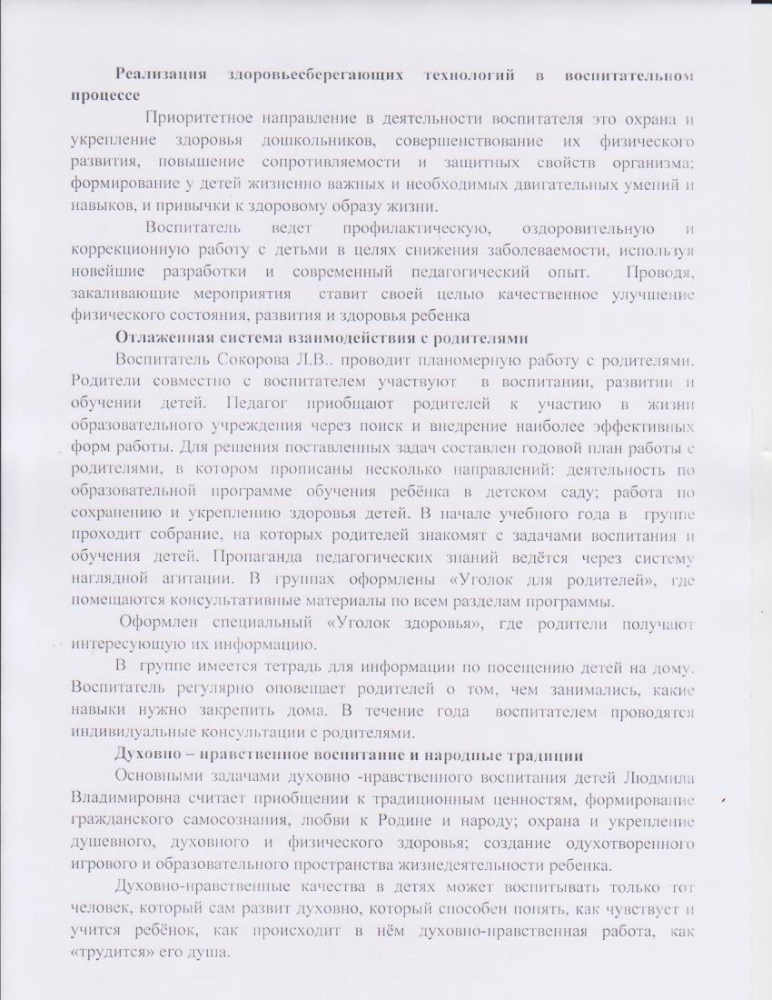 Реализация здоровьесберегающих технологий в воспитательном
процессе
Приоритетное направление в деятельности воспитателя это охрана и
укрепление здоровья дошкольников, совершенствование их физического
развития, повышение сопротивляемости и защитных свойств организма;
формирование у детей жизненно важных и необходимых двигательных умений и
навыков, и привычки к здоровому образу жизни.
Воспитатель ведет профилактическую, оздоровительную и
коррекционную работу с детьми в целях снижения заболеваемости, используя
новейшие разработки и современный педагогический опыт. Проводя,
закаливающие мероприятия ставит своей целью качественное улучшение
физического состояния, развития и здоровья ребенка
Отлаженная система взаимодействия с родителями
Воспитатель Сокорова Л.В.. проводит планомерную работу с родителями.
Родители совместно с воспитателем участвуют в воспитании, развитии и
обучении детей. Педагог приобщают родителей к участию в жизни
образовательного учреждения через поиск и внедрение наиболее эффективных
форм работы. Для решения поставленных задач составлен годовой план работы с
родителями, в котором прописаны несколько направлений: деятельность по
образовательной программе обучения ребёнка в детском саду; работа по
сохранению и укреплению здоровья детей. В начале учебного года в группе
проходит собрание, на которых родителей знакомят с задачами воспитания и
обучения детей. Пропаганда педагогических знаний ведётся через систему
наглядной агитации. В группах оформлены «Уголок для родителей», где
помещаются консультативные материалы по всем разделам программы.
Оформлен специальный «Уголок здоровья», где родители получают
интересующую их информацию.
В группе имеется тетрадь для информации по посещению детей на дому.
Воспитатель регулярно оповещает родителей о том, чем занимались, какие
навыки нужно закрепить дома. В течение года воспитателем проводятся
индивидуальные консультации с родителями.
Духовно – нравственное воспитание и народные традиции
Основными задачами духовно -нравственного воспитания детей Людмила
Владимировна считает приобщении к традиционным ценностям, формирование
гражданского самосознания, любви к Родине и народу; охрана и укрепление
душевного, духовного и физического здоровья; создание одухотворенного
игрового и образовательного пространства жизнедеятельности ребенка.
Духовно-нравственные качества в детях может воспитывать только тот
человек, который сам развит духовно, который способен понять, как чувствует и
учится ребёнок, как происходит в нём духовно-нравственная работа, как
«трудится» его душа.